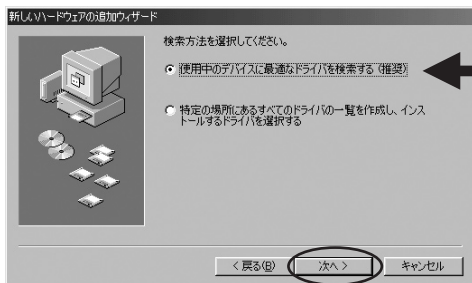 新しいハードウェアの追加ウィザード
検索方法を選択してください。
使用中のデバイスに最適なドライバを検索する (推奨)
特定の場所にあるすべてのドライバの一覧を作成し、インス
トールするドライバを選択する
< 戻る(B)
次へ >
キャンセル